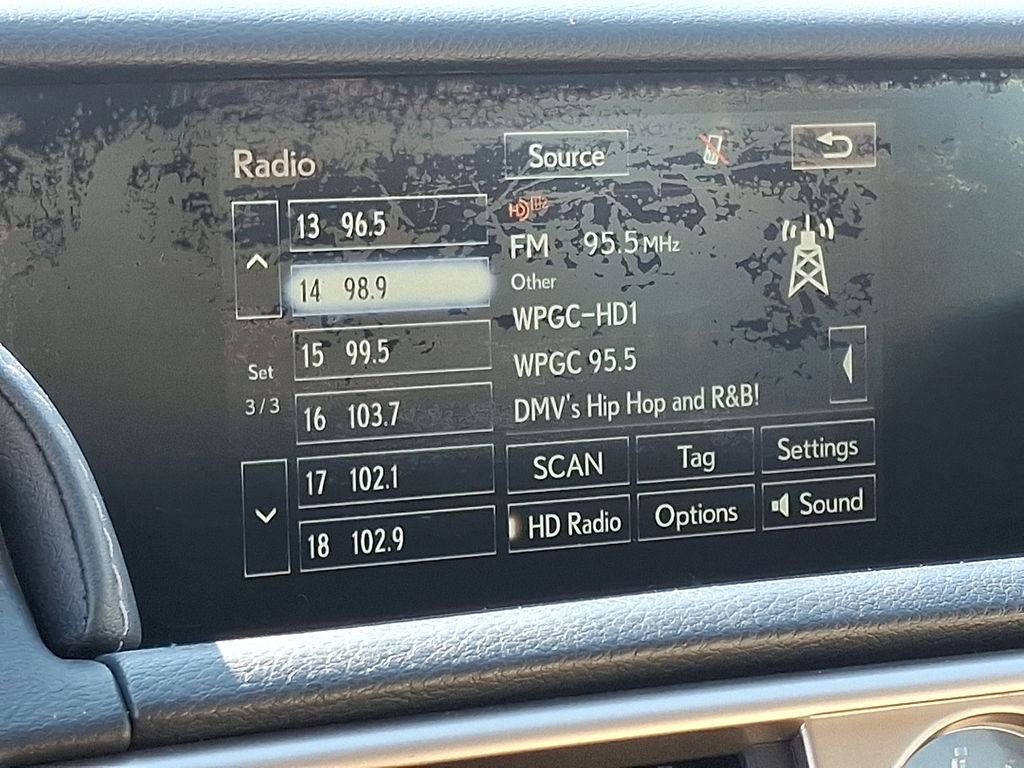 Radio
Source
13 96.5
14 98.9
15 99.5
16 103.7
17 102.1
18 102.9
Set
3/3
HD
FM 95.5 MHz
Other
WPGC-HD1
WPGC 95.5
DMV's Hip Hop and R&B!
SCAN
Tag
Settings
HD Radio
Options
Sound